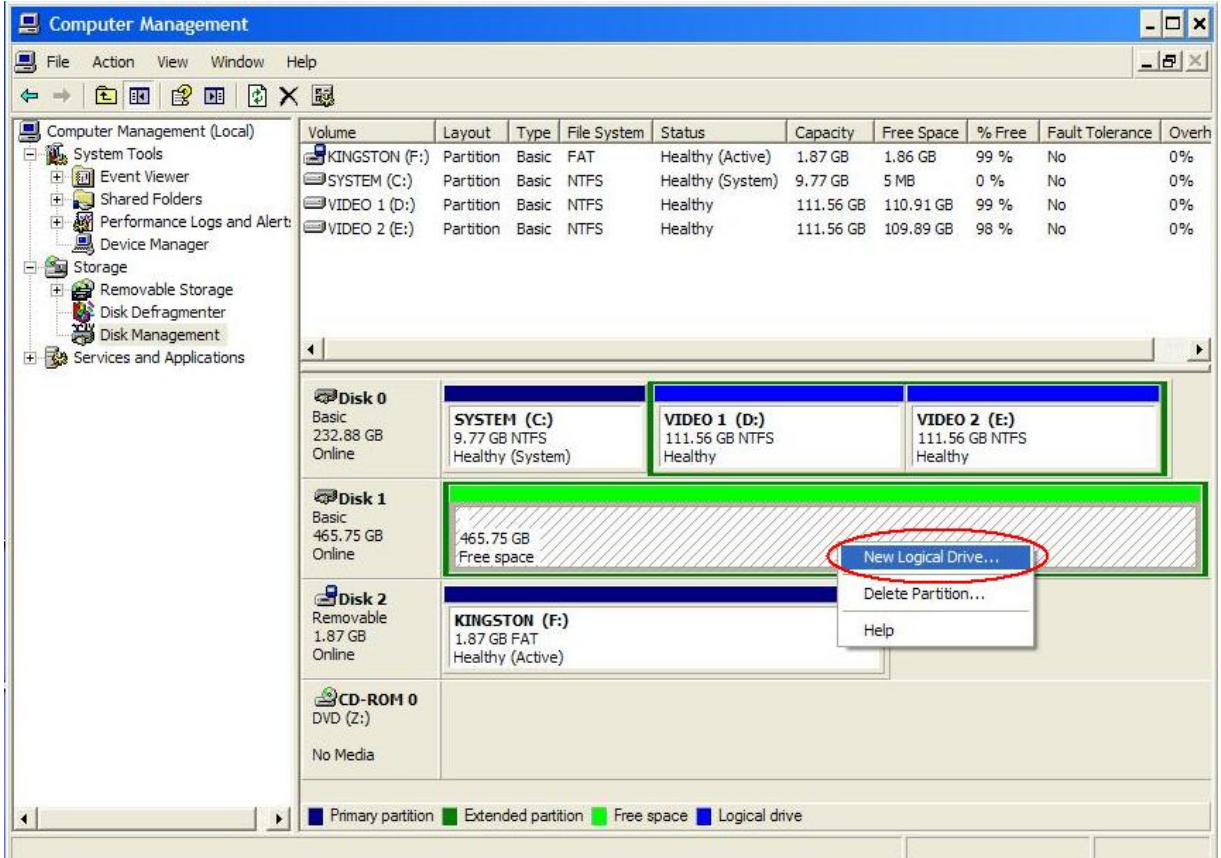 Computer Management
File Action View Window Help
Computer Management (Local)
System Tools
Event Viewer
Shared Folders
Performance Logs and Alerts
Device Manager
Storage
Removable Storage
Disk Defragmenter
Disk Management
Services and Applications
Volume Layout Type File System Status Capacity Free Space % Free Fault Tolerance Overh
KINGSTON (F:) Partition Basic FAT Healthy (Active) 1.87 GB 1.86 GB 99 % No 0%
SYSTEM (C:) Partition Basic NTFS Healthy (System) 9.77 GB 5 MB 0 % No 0%
VIDEO 1 (D:) Partition Basic NTFS Healthy 111.56 GB 110.91 GB 99 % No 0%
VIDEO 2 (E:) Partition Basic NTFS Healthy 111.56 GB 109.89 GB 98 % No 0%
Disk 0
Basic
232.88 GB
Online
SYSTEM (C:)
9.77 GB NTFS
Healthy (System)
VIDEO 1 (D:)
111.56 GB NTFS
Healthy
VIDEO 2 (E:)
111.56 GB NTFS
Healthy
Disk 1
Basic
465.75 GB
Online
465.75 GB
Free space
New Logical Drive...
Delete Partition...
Help
Disk 2
Removable
1.87 GB
Online
KINGSTON (F:)
1.87 GB FAT
Healthy (Active)
CD-ROM 0
DVD (Z:)
No Media
Primary partition Extended partition Free space Logical drive